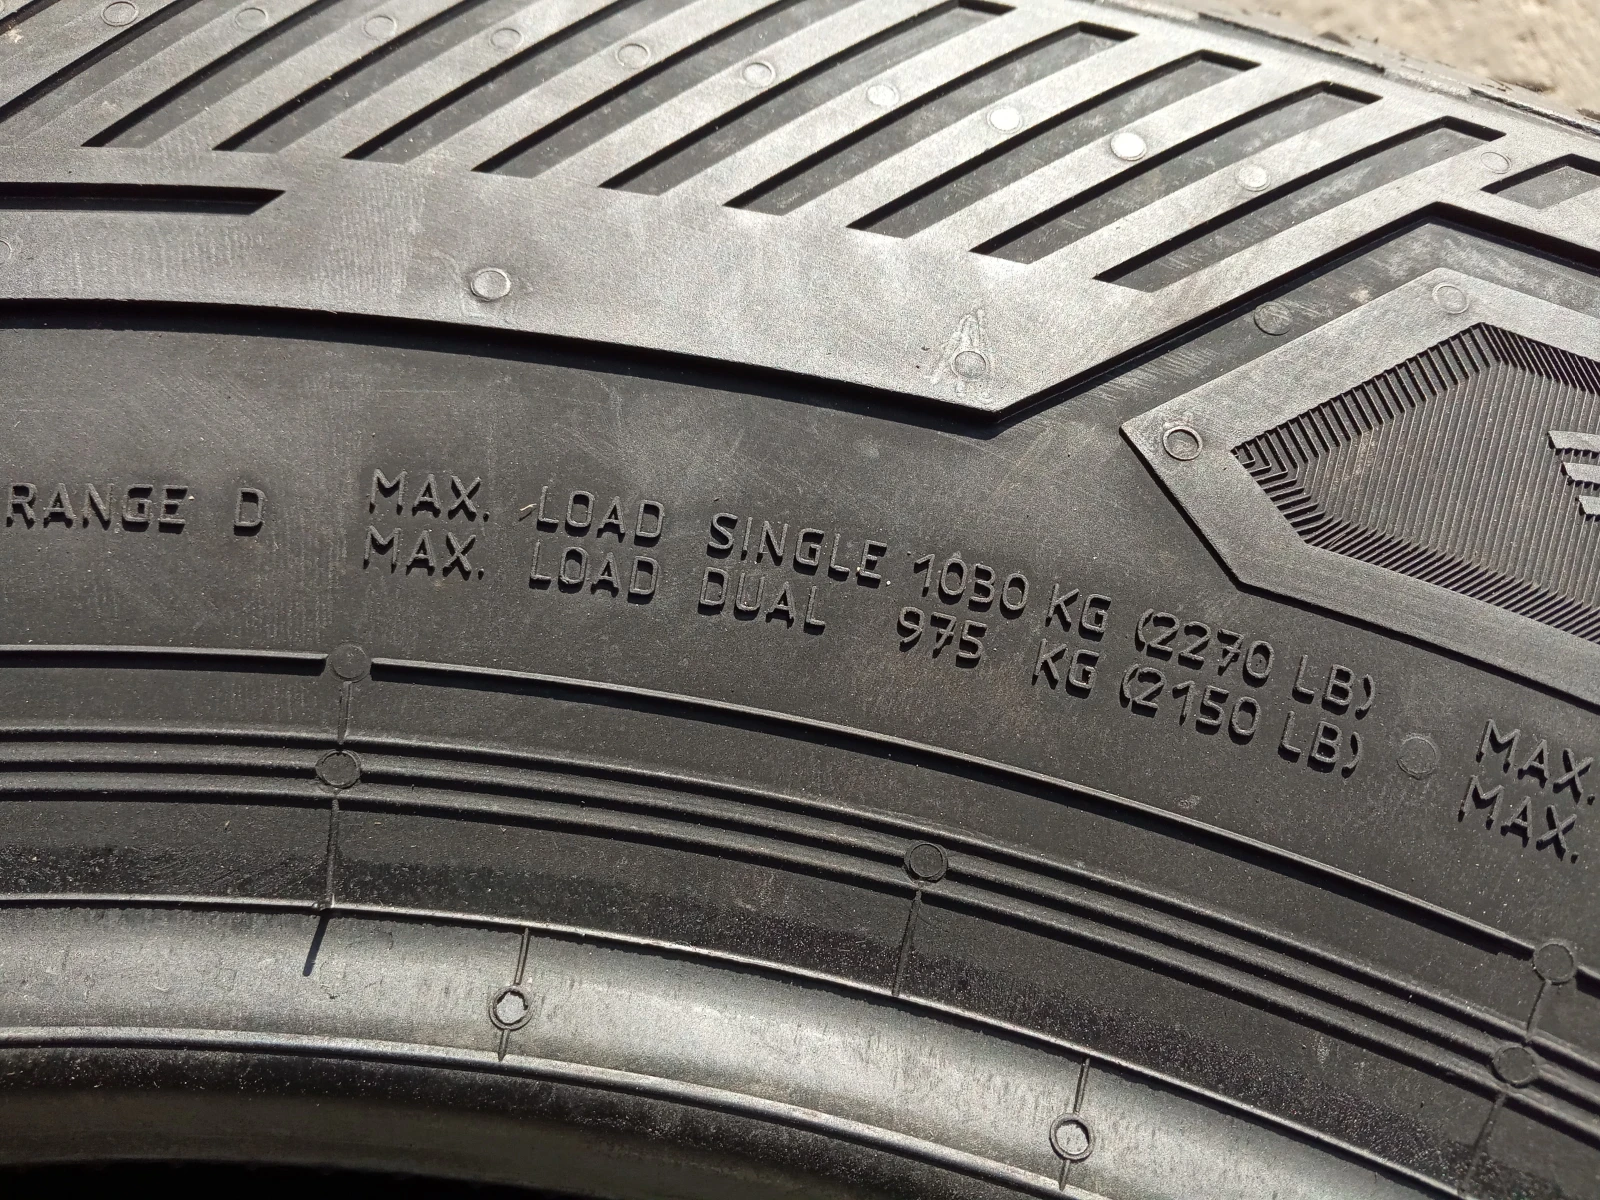 RANGE D
MAX. LOAD SINGLE 1030 KG (2270 LB)
MAX. LOAD DUAL 975 KG (2150 LB)
MAX.
MAX.